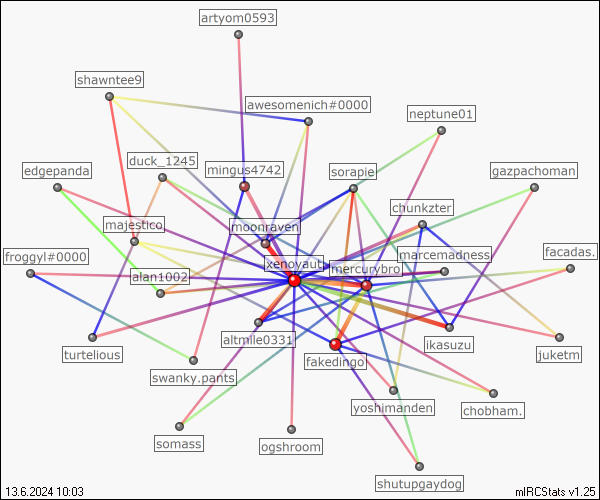 artyom0593
shawntee9
awesomenich#0000
neptune01
duck_1245
mingus4742
sorapie
edgepanda
gazpachoman
chunkzter
majestico
moonraven
froggyl#0000
xenoyauto
mercurybro
marcemadness
facadas.
alan1002
altmile0331
ikasuzu
turtelious
fakedingo
juketm
swanky.pants
yoshimanden
chobham.
somass
ogshroom
shutupgaydog
13.6.2024 10:03
mIRCStats v1.25